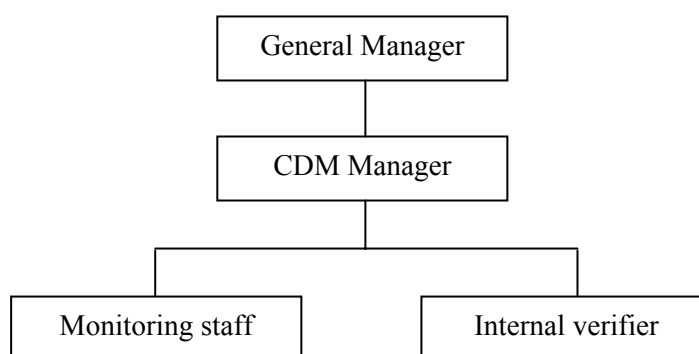 General Manager
CDM Manager
Monitoring staff
Internal verifier